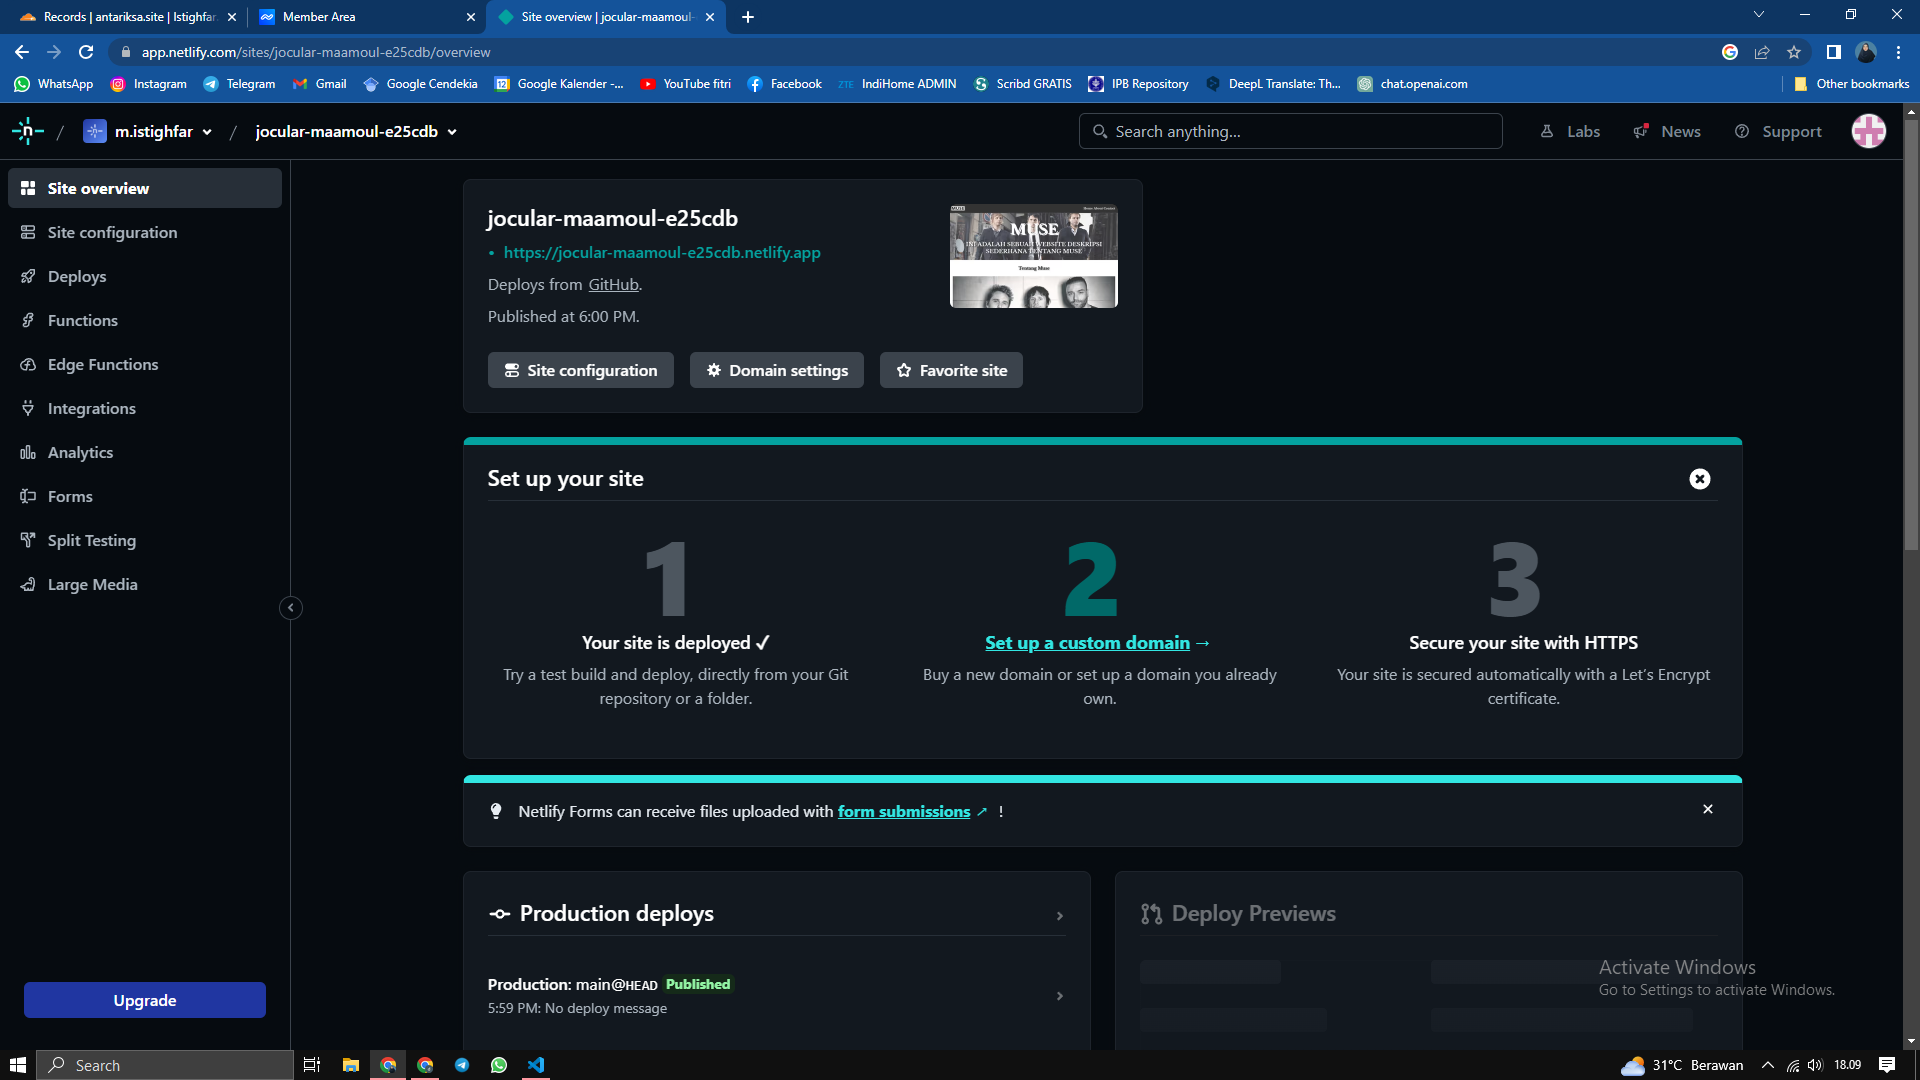 Records | antariksa.site | Istighfar
Member Area
Site overview | jocular-maamoul-
app.netlify.com/sites/jocular-maamoul-e25cdb/overview
WhatsApp
Instagram
Telegram
Gmail
Google Cendekia
Google Kalender -...
YouTube fitri
Facebook
IndiHome ADMIN
Scribd GRATIS
IPB Repository
DeepL Translate: Th...
chat.openai.com
Other bookmarks
m.istighfar
/
jocular-maamoul-e25cdb
Search anything...
Labs
News
Support
Site overview
Site configuration
Deploys
Functions
Edge Functions
Integrations
Analytics
Forms
Split Testing
Large Media
Upgrade
jocular-maamoul-e25cdb
https://jocular-maamoul-e25cdb.netlify.app
Deploys from GitHub.
Published at 6:00 PM.
MUSE
Home About Contact
MUSE
INI ADALAH SEBUAH WEBSITE DESKRIPSI
SEDERHANA TENTANG MUSE
Tentang Muse
Site configuration
Domain settings
Favorite site
Set up your site
1
Your site is deployed ✓
Try a test build and deploy, directly from your Git
repository or a folder.
2
Set up a custom domain →
Buy a new domain or set up a domain you already
own.
3
Secure your site with HTTPS
Your site is secured automatically with a Let's Encrypt
certificate.
Netlify Forms can receive files uploaded with form submissions ↗ !
Production deploys
Production: main@HEAD Published
5:59 PM: No deploy message
Deploy Previews
Activate Windows
Go to Settings to activate Windows.
Search
31°C Berawan
18.09